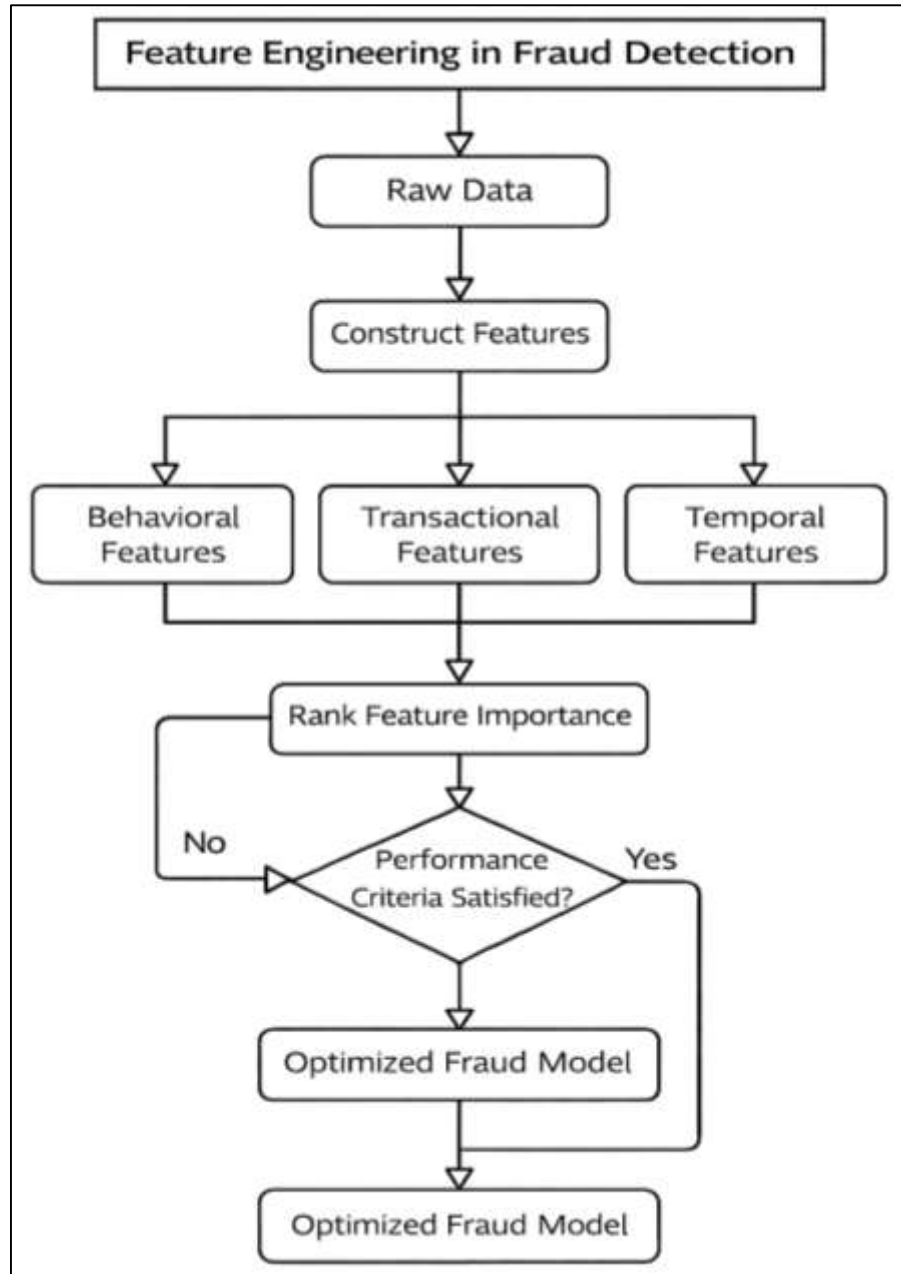 Feature Engineering in Fraud Detection
Raw Data
Construct Features
Behavioral
Features
Transactional
Features
Temporal
Features
Rank Feature Importance
No
Performance
Criteria Satisfied?
Yes
Optimized Fraud Model
Optimized Fraud Model